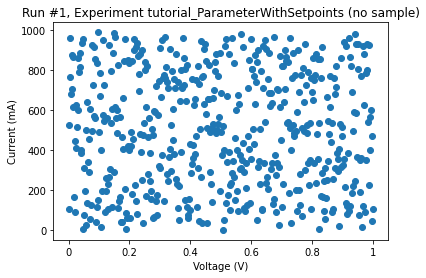 Run #1, Experiment tutorial_ParameterWithSetpoints (no sample)
Current (mA)
1000
800
600
400
200
0
0 0.2 0.4 0.6 0.8 1
Voltage (V)